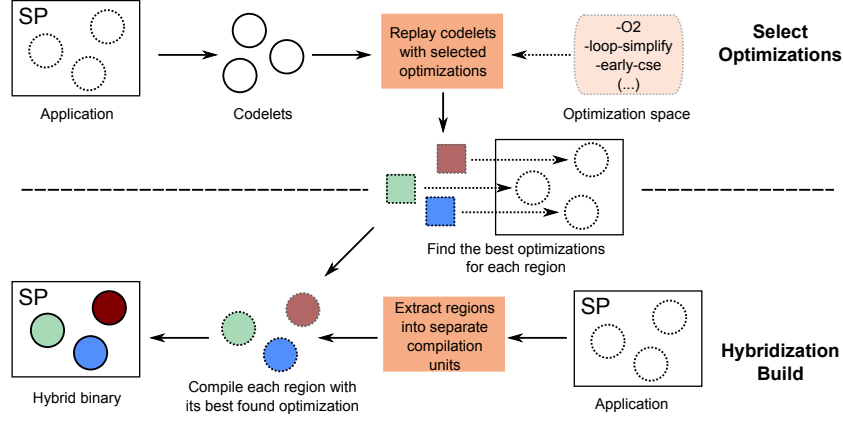 SP
Application
Codelets
Replay codelets
with selected
optimizations
-O2
-loop-simplify
-early-cse
(...)
Optimization space
Select
Optimizations
Find the best optimizations
for each region
SP
Hybrid binary
Compile each region with
its best found optimization
Extract regions
into separate
compilation
units
SP
Application
Hybridization
Build